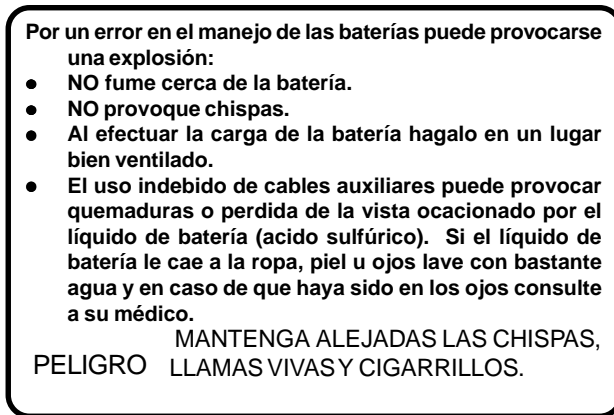 Por un error en el manejo de las baterías puede provocarse
una explosión:
● NO fume cerca de la batería.
● NO provoque chispas.
● Al efectuar la carga de la batería hagalo en un lugar
bien ventilado.
● El uso indebido de cables auxiliares puede provocar
quemaduras o perdida de la vista ocacionado por el
líquido de batería (acido sulfúrico). Si el líquido de
batería le cae a la ropa, piel u ojos lave con bastante
agua y en caso de que haya sido en los ojos consulte
a su médico.
MANTENGA ALEJADAS LAS CHISPAS,
PELIGRO LLAMAS VIVAS Y CIGARRILLOS.